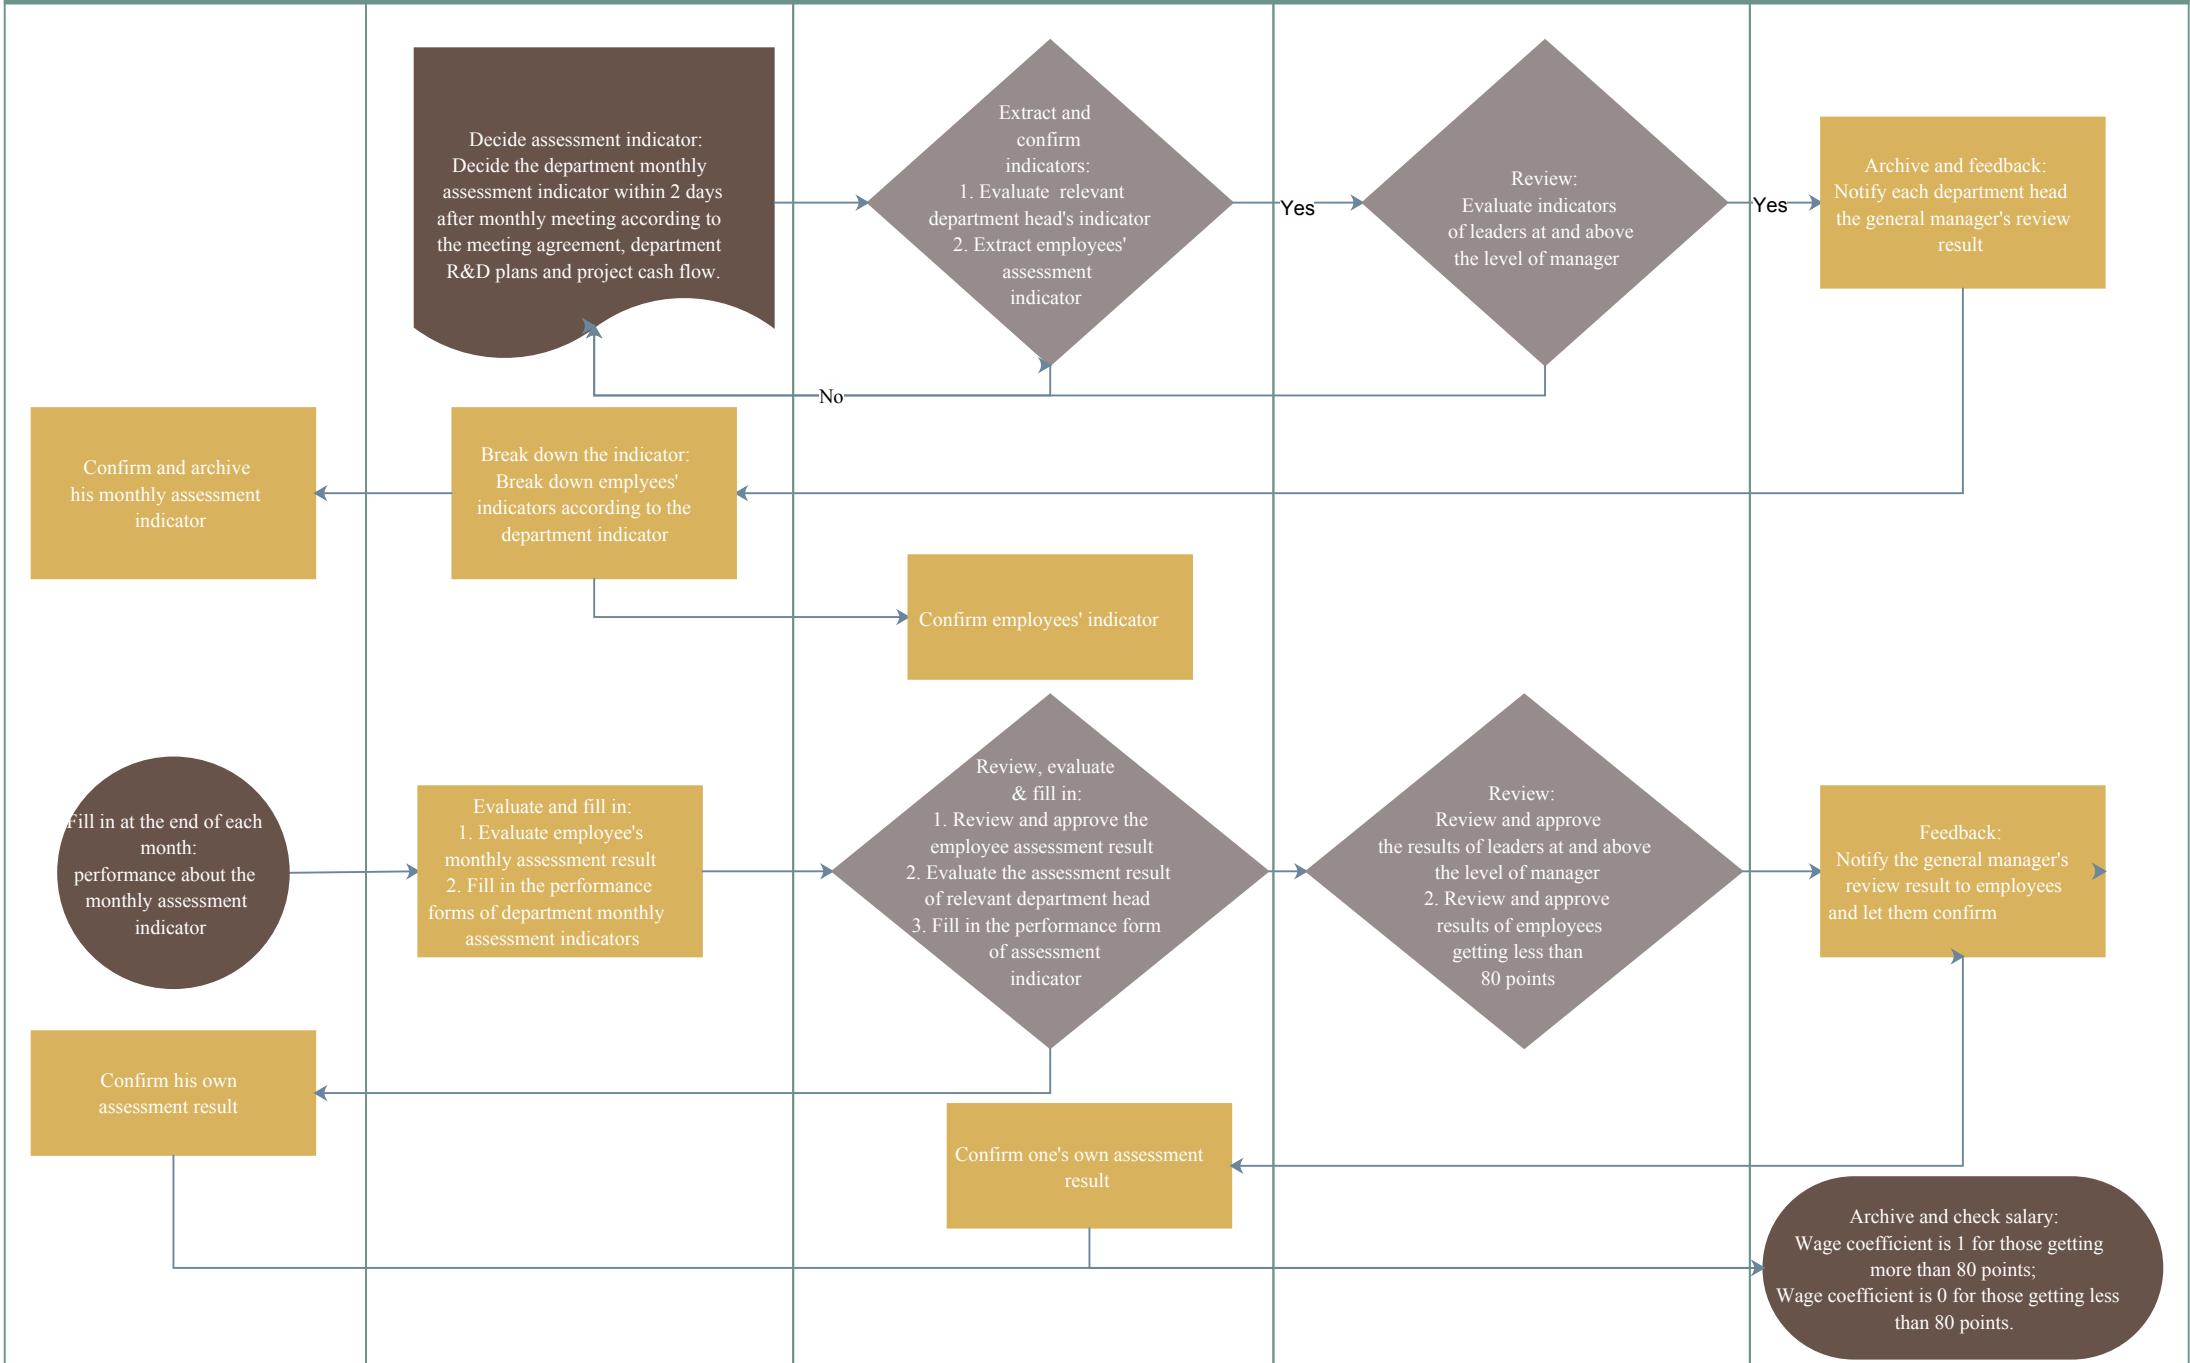 Decide assessment indicator:
Decide the department monthly
assessment indicator within 2 days
after monthly meeting according to
the meeting agreement, department
R&D plans and project cash flow.
Extract and
confirm
indicators:
1. Evaluate relevant
department head's indicator
2. Extract employees'
assessment
indicator
Yes
Review:
Evaluate indicators
of leaders at and above
the level of manager
Yes
Archive and feedback:
Notify each department head
the general manager's review
result
No
Confirm and archive
his monthly assessment
indicator
Break down the indicator:
Break down emplyees'
indicators according to the
department indicator
Confirm employees' indicator
Fill in at the end of each
month:
performance about the
monthly assessment
indicator
Evaluate and fill in:
1. Evaluate employee's
monthly assessment result
2. Fill in the performance
forms of department monthly
assessment indicators
Review, evaluate
& fill in:
1. Review and approve the
employee assessment result
2. Evaluate the assessment result
of relevant department head
3. Fill in the performance form
of assessment
indicator
Review:
Review and approve
the results of leaders at and above
the level of manager
2. Review and approve
results of employees
getting less than
80 points
Feedback:
Notify the general manager's
review result to employees
and let them confirm
Confirm his own
assessment result
Confirm one's own assessment
result
Archive and check salary:
Wage coefficient is 1 for those getting
more than 80 points;
Wage coefficient is 0 for those getting less
than 80 points.